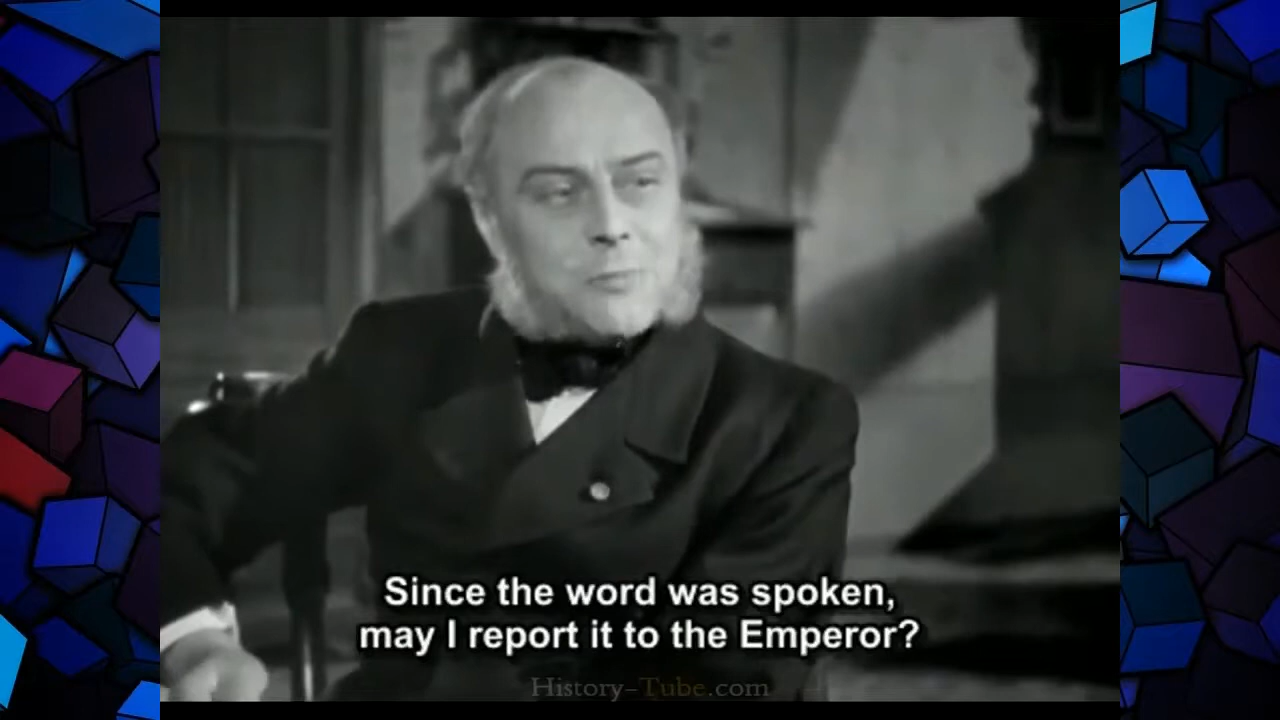 Since the word was spoken,
may I report it to the Emperor?
History-Tube.com